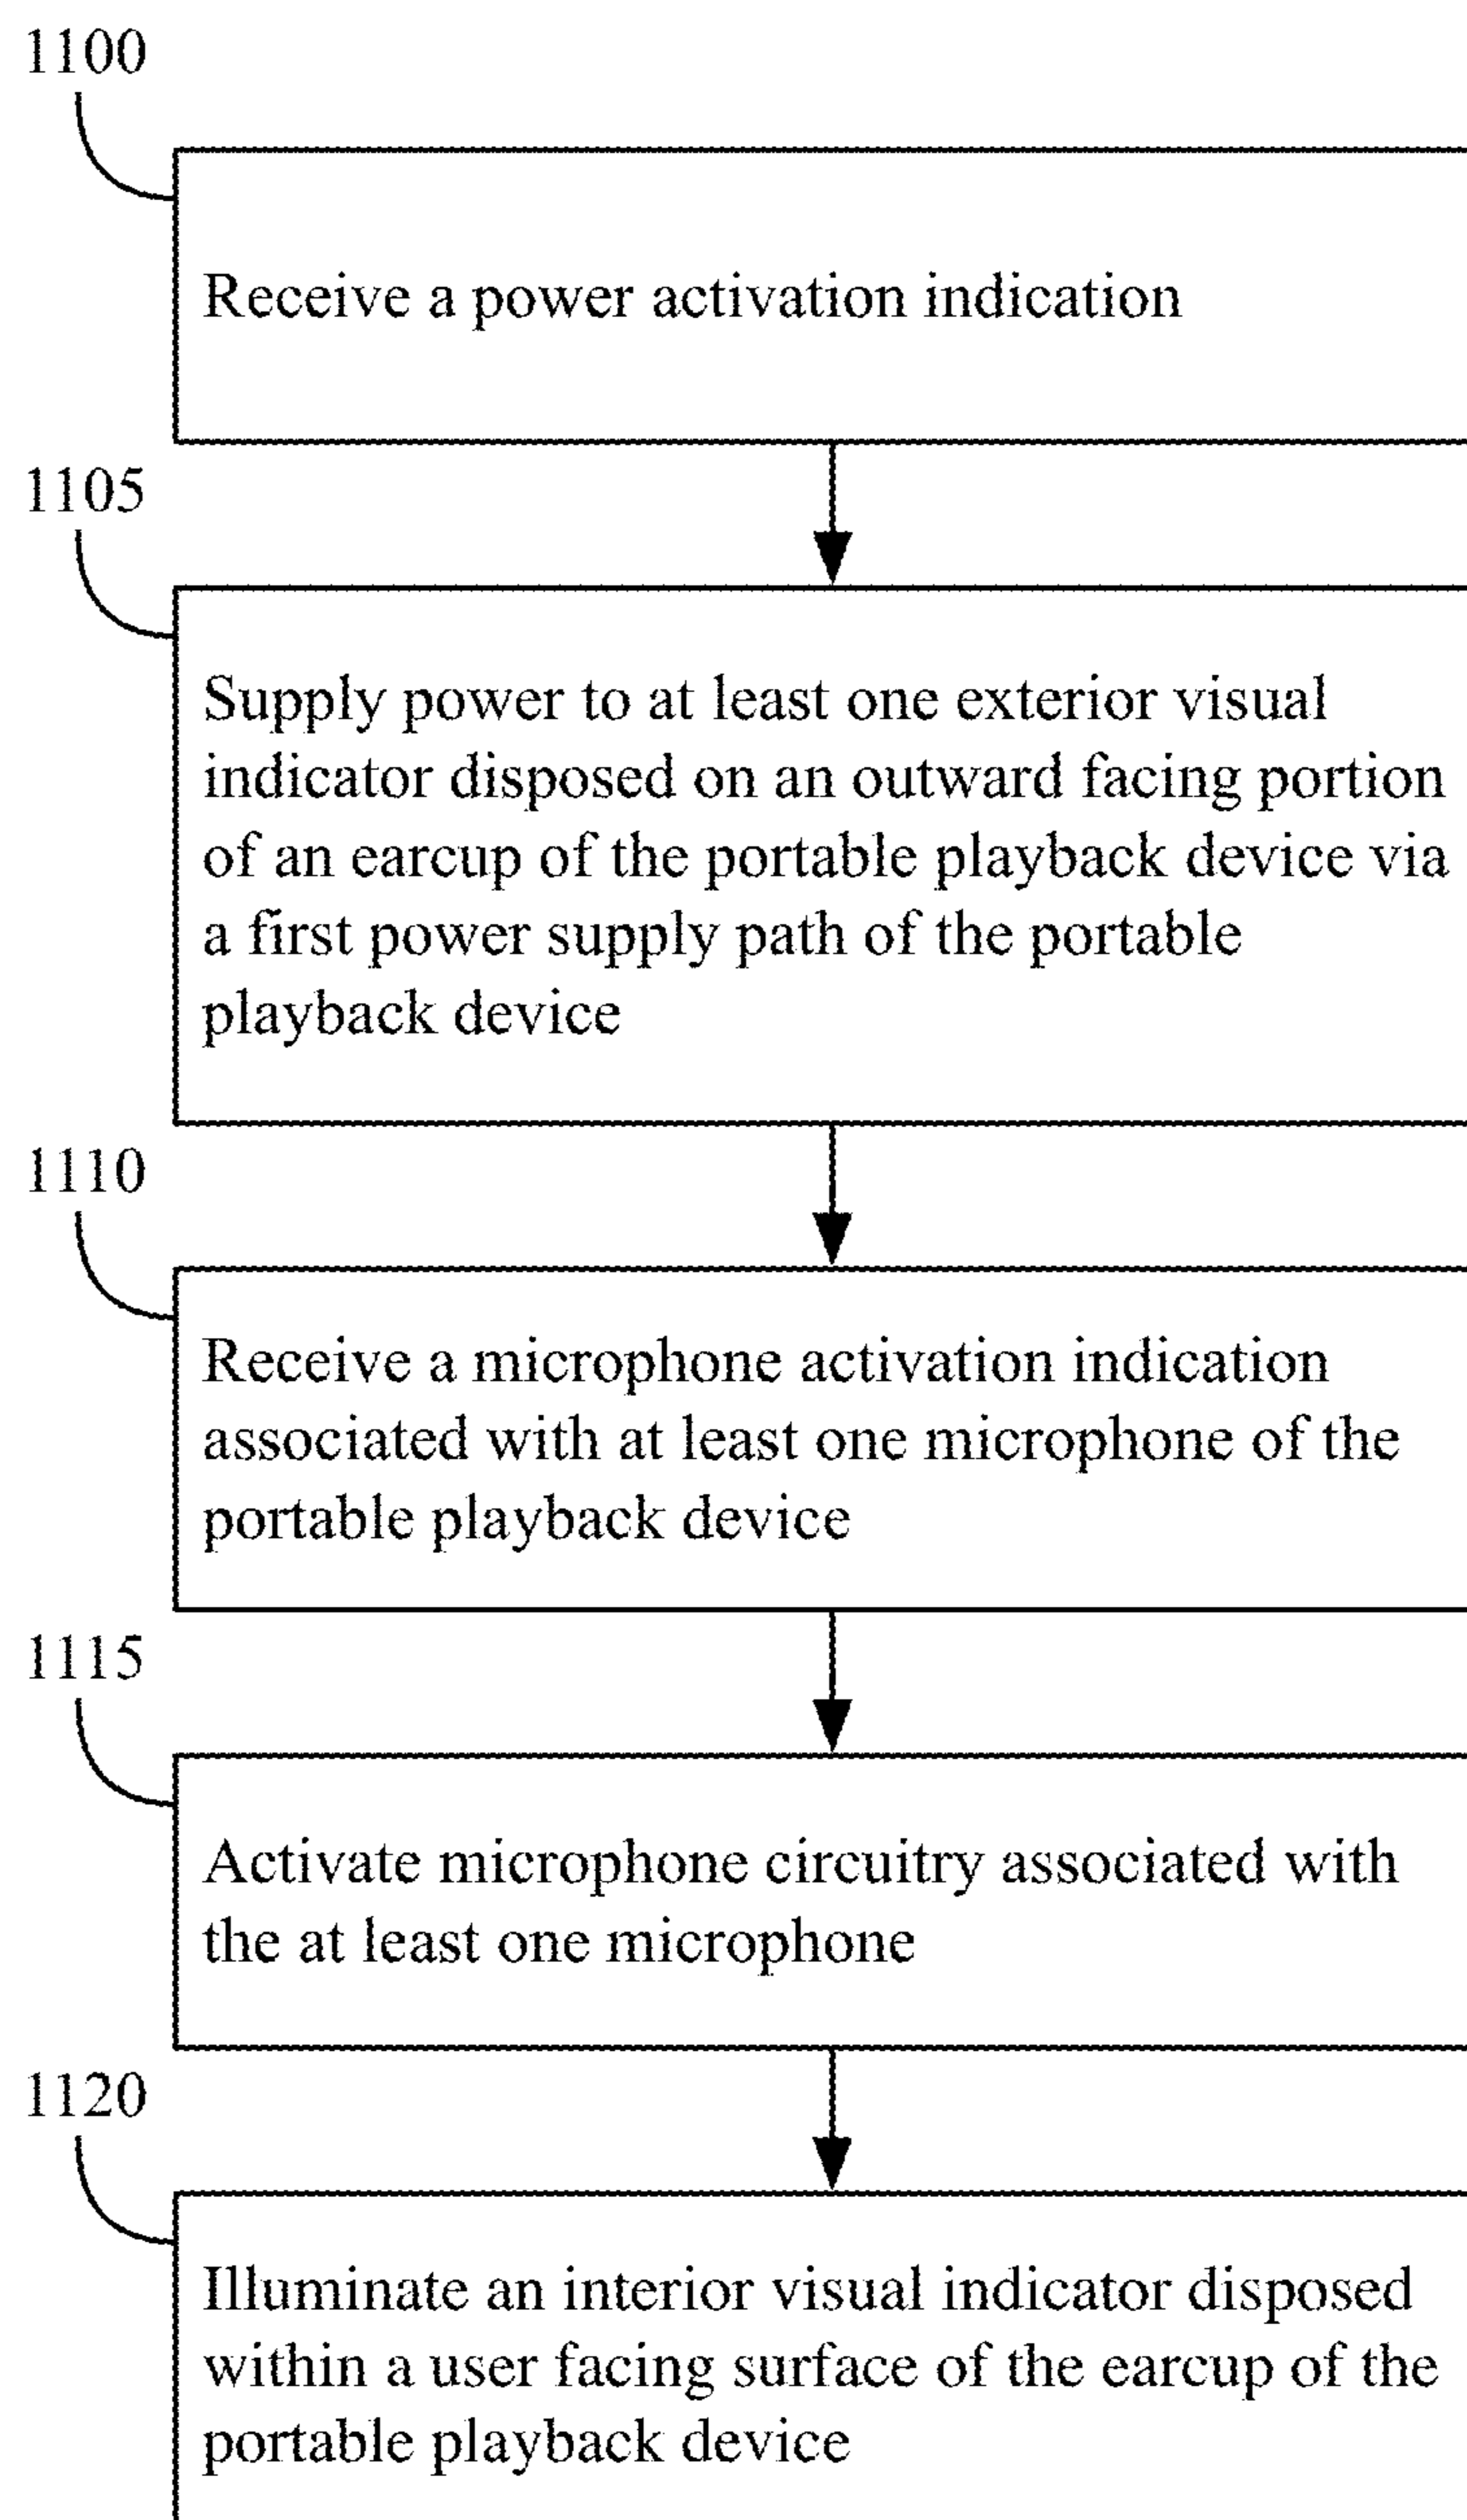 1100
Receive a power activation indication
1105
Supply power to at least one exterior visual
indicator disposed on an outward facing portion
of an earcup of the portable playback device via
a first power supply path of the portable
playback device
1110
Receive a microphone activation indication
associated with at least one microphone of the
portable playback device
1115
Activate microphone circuitry associated with
the at least one microphone
1120
Illuminate an interior visual indicator disposed
within a user facing surface of the earcup of the
portable playback device